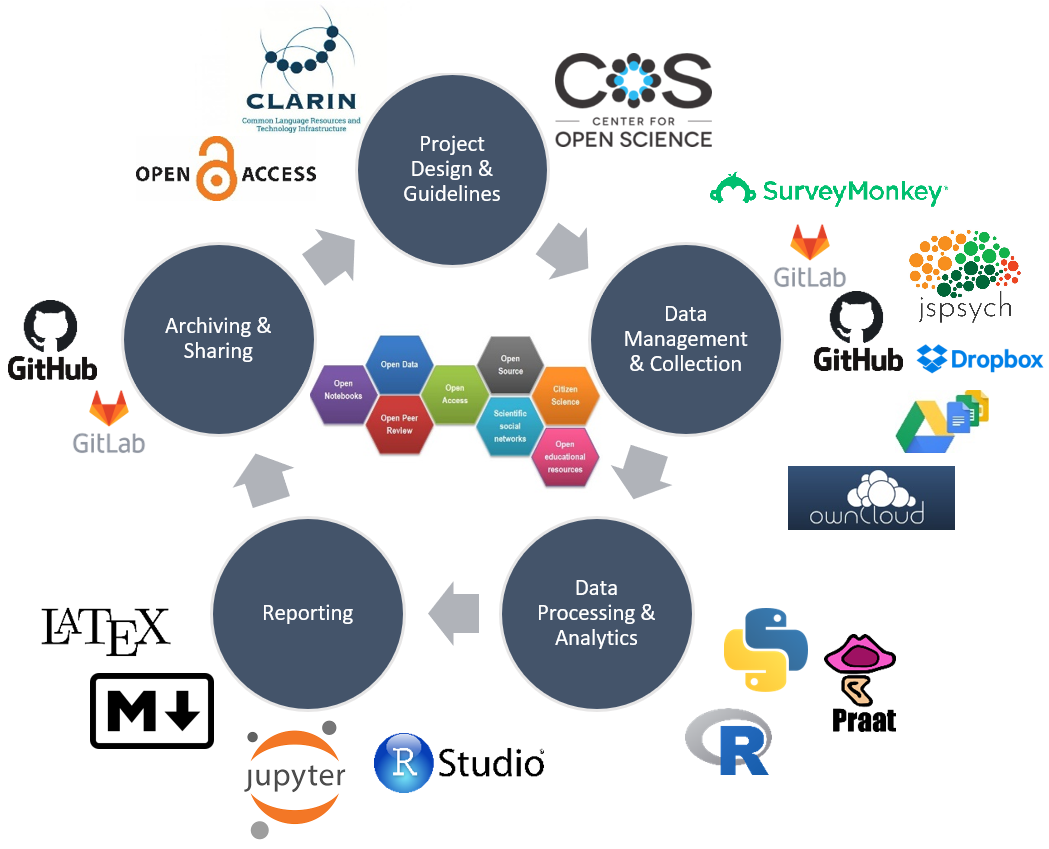 CLARIN
Common Language Resources and
Technology Infrastructure
COS
CENTER FOR
OPEN SCIENCE
OPEN ACCESS
Project
Design &
Guidelines
SurveyMonkey
GitLab
jspsych
GitHub
Dropbox
ownCloud
Data
Management
& Collection
Archiving &
Sharing
GitHub
GitLab
Open
Notebooks
Open Data
Open Peer
Review
Open
Access
Open
Source
Scientific
social
networks
Citizen
Science
Open
educational
resources
Reporting
Data
Processing &
Analytics
LATEX
M
jupyter
R Studio
R
Praat